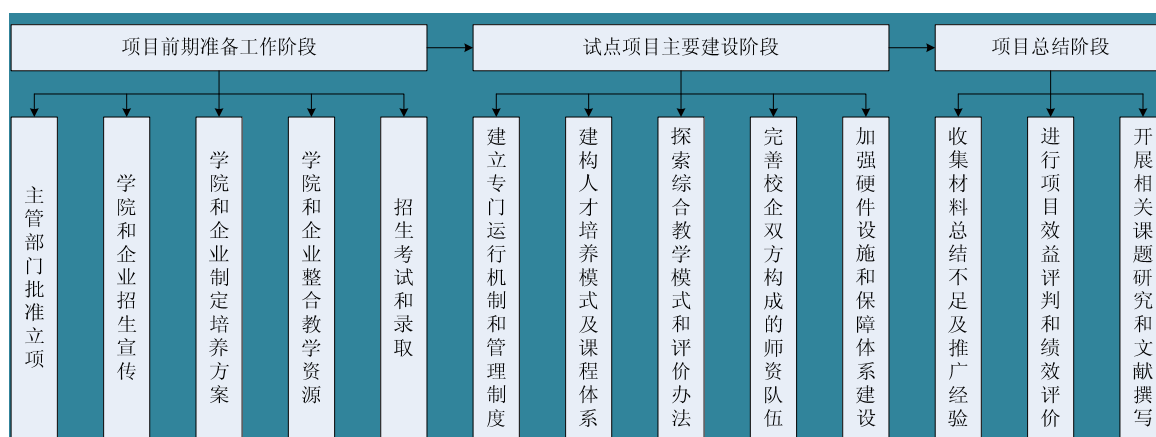 项目前期准备工作阶段
试点项目主要建设阶段
项目总结阶段
主管部门批准立项
学院和企业招生宣传
学院和企业制定培养方案
学院和企业整合教学资源
招生考试和录取
建立专门运行机制和管理制度
建构人才培养模式及课程体系
探索综合教学模式和评价办法
完善校企双方构成的师资队伍
加强硬件设施和保障体系建设
收集材料总结不足及推广经验
进行项目效益评判和绩效评价
开展相关课题研究和文献撰写